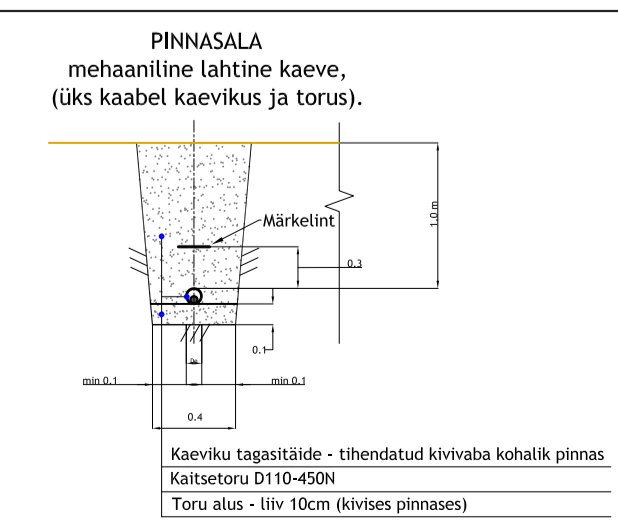 PINNASALA
mehaaniline lahtine kaeve,
(üks kaabel kaevikus ja torus).
Märkelint
1.0 m
0.3
0.1
De
min 0.1
min 0.1
0.4
Kaeviku tagasitäide - tihendatud kivivaba kohalik pinnas
Kaitsetoru D110-450N
Toru alus - liiv 10cm (kivises pinnases)